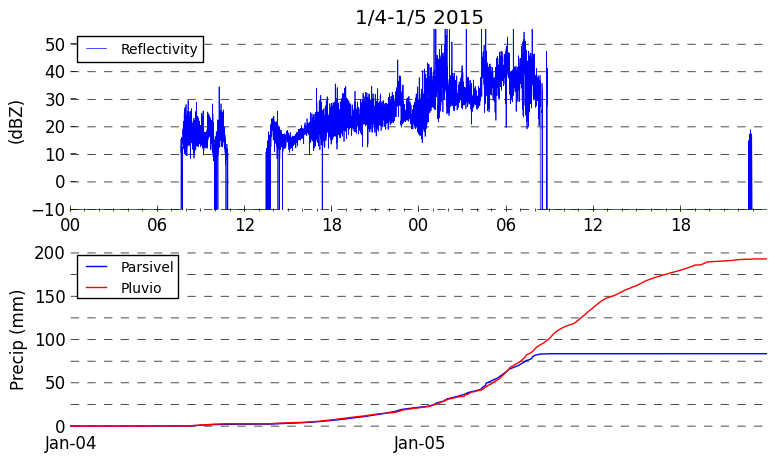 1/4-1/5 2015
50
40
30
20
10
0
−10
(dBZ)
Reflectivity
00 06 12 18 00 06 12 18
200
150
100
50
0
Precip (mm)
Parsivel
Pluvio
Jan-04 Jan-05